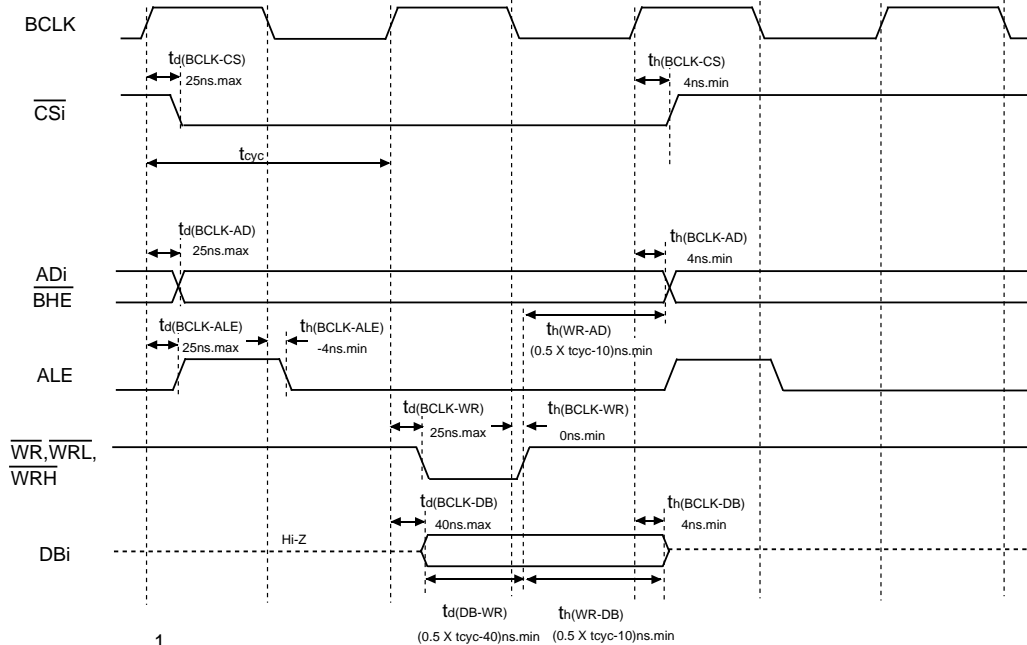 BCLK
td(BCLK-CS)
25ns.max
th(BCLK-CS)
4ns.min
CSi
tcyc
td(BCLK-AD)
25ns.max
th(BCLK-AD)
4ns.min
ADi
BHE
td(BCLK-ALE)
25ns.max
th(BCLK-ALE)
-4ns.min
th(WR-AD)
(0.5 X tcyc-10)ns.min
ALE
td(BCLK-WR)
25ns.max
th(BCLK-WR)
0ns.min
WR,WRL,
WRH
td(BCLK-DB)
40ns.max
th(BCLK-DB)
4ns.min
Hi-Z
DBi
td(DB-WR)
(0.5 X tcyc-40)ns.min
th(WR-DB)
(0.5 X tcyc-10)ns.min
1